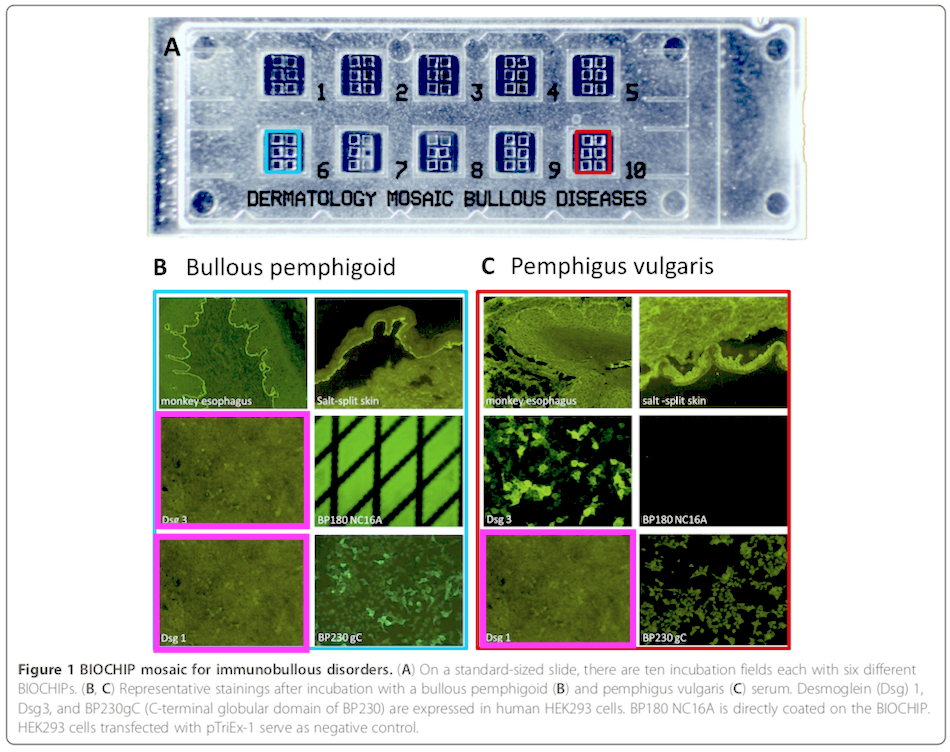 A
1 2 3 4 5
6 7 8 9 10
DERMATOLOGY MOSAIC BULLOUS DISEASES
B Bullous pemphigoid
C Pemphigus vulgaris
monkey esophagus
Salt-split skin
monkey esophagus
salt -split skin
Dsg 3
BP180 NC16A
Dsg 3
BP180 NC16A
Dsg 1
BP230 gC
Dsg 1
BP230 gC
Figure 1 BIOCHIP mosaic for immunobullous disorders. (A) On a standard-sized slide, there are ten incubation fields each with six different
BIOCHIPs. (B, C) Representative stainings after incubation with a bullous pemphigoid (B) and pemphigus vulgaris (C) serum. Desmoglein (Dsg) 1,
Dsg3, and BP230gC (C-terminal globular domain of BP230) are expressed in human HEK293 cells. BP180 NC16A is directly coated on the BIOCHIP.
HEK293 cells transfected with pTriEx-1 serve as negative control.